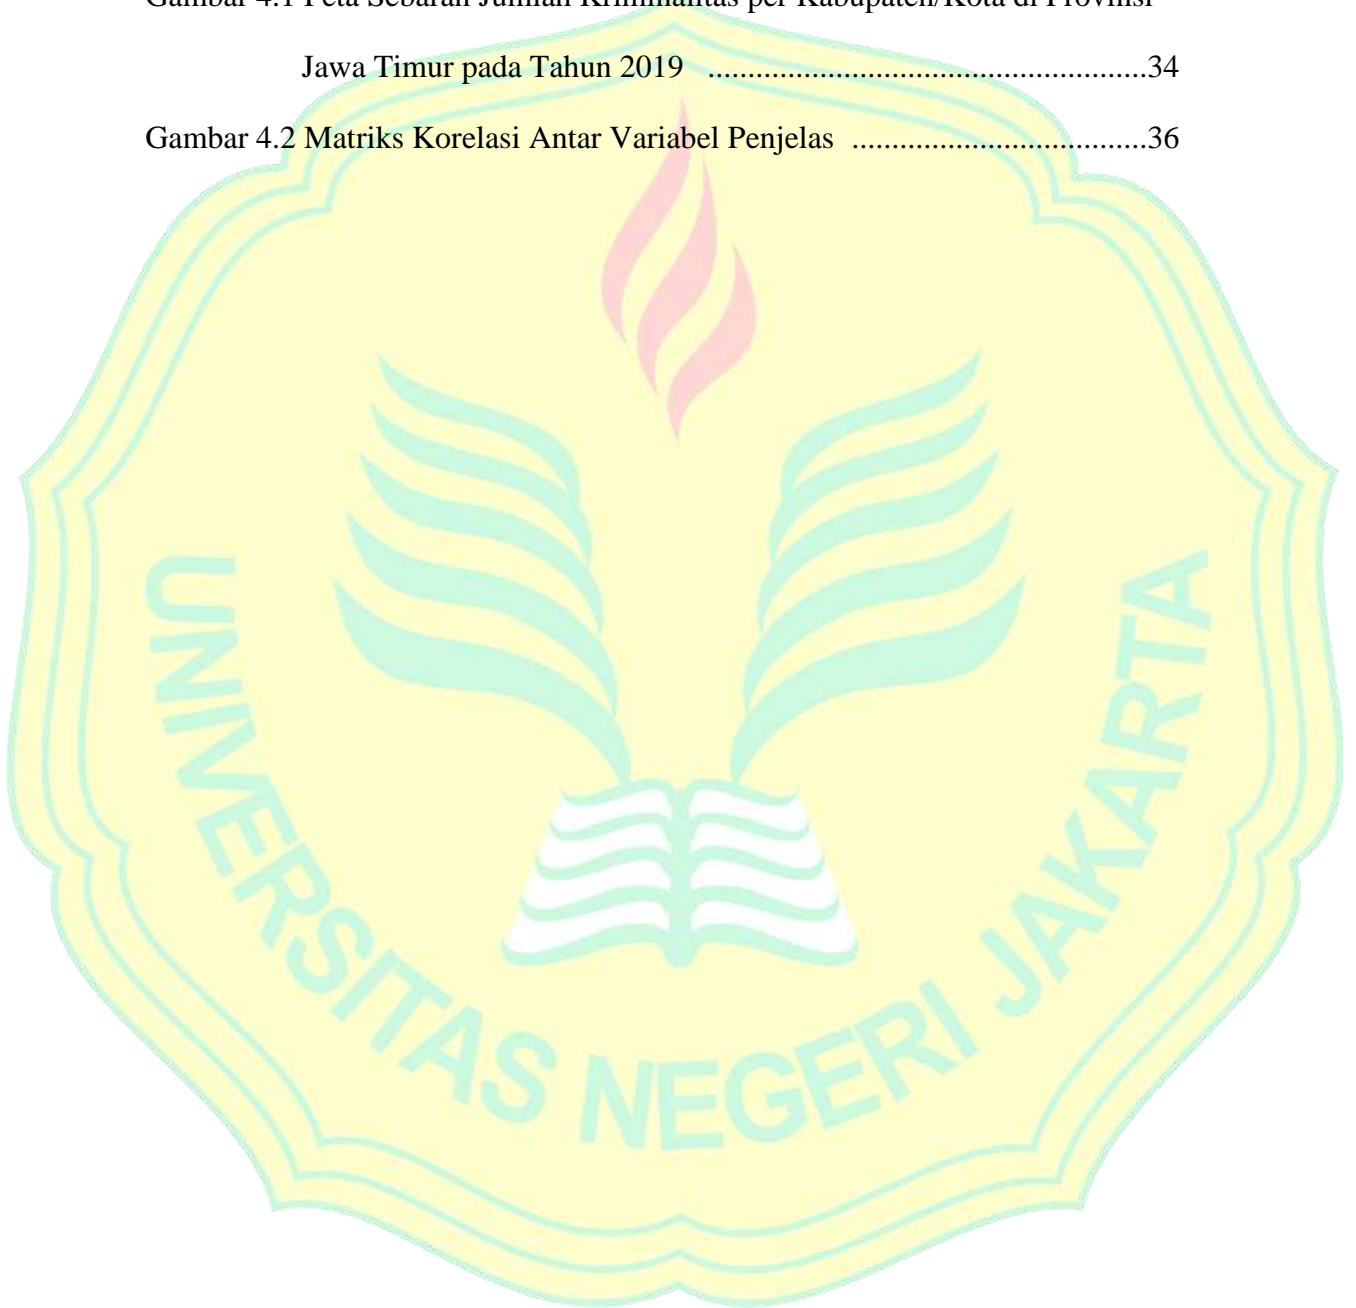 Gambar 4.1 Peta Sebaran Jumlah Kriminalitas per Kabupaten/Kota di Provinsi
Jawa Timur pada Tahun 2019 .......................................................34
Gambar 4.2 Matriks Korelasi Antar Variabel Penjelas .....................................36
UNIVERSITAS NEGERI JAKARTA